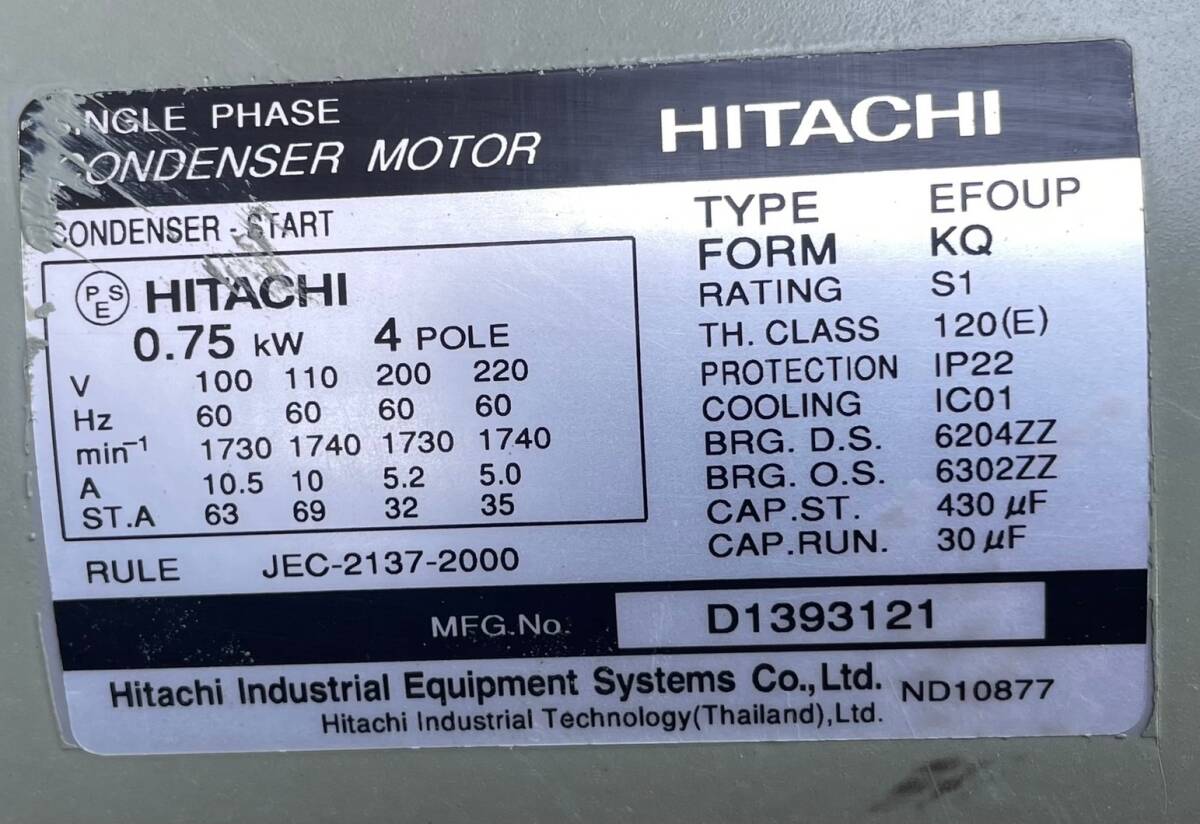 SINGLE PHASE
CONDENSER MOTOR
HITACHI
CONDENSER - START
PSE HITACHI
0.75 kW 4 POLE
V 100 110 200 220
Hz 60 60 60 60
min⁻¹ 1730 1740 1730 1740
A 10.5 10 5.2 5.0
ST.A 63 69 32 35
RULE JEC-2137-2000
TYPE EFOUP
FORM KQ
RATING S1
TH. CLASS 120(E)
PROTECTION IP22
COOLING IC01
BRG. D.S. 6204ZZ
BRG. O.S. 6302ZZ
CAP.ST. 430 µF
CAP.RUN. 30 µF
MFG.No. D1393121
Hitachi Industrial Equipment Systems Co.,Ltd. ND10877
Hitachi Industrial Technology(Thailand),Ltd.